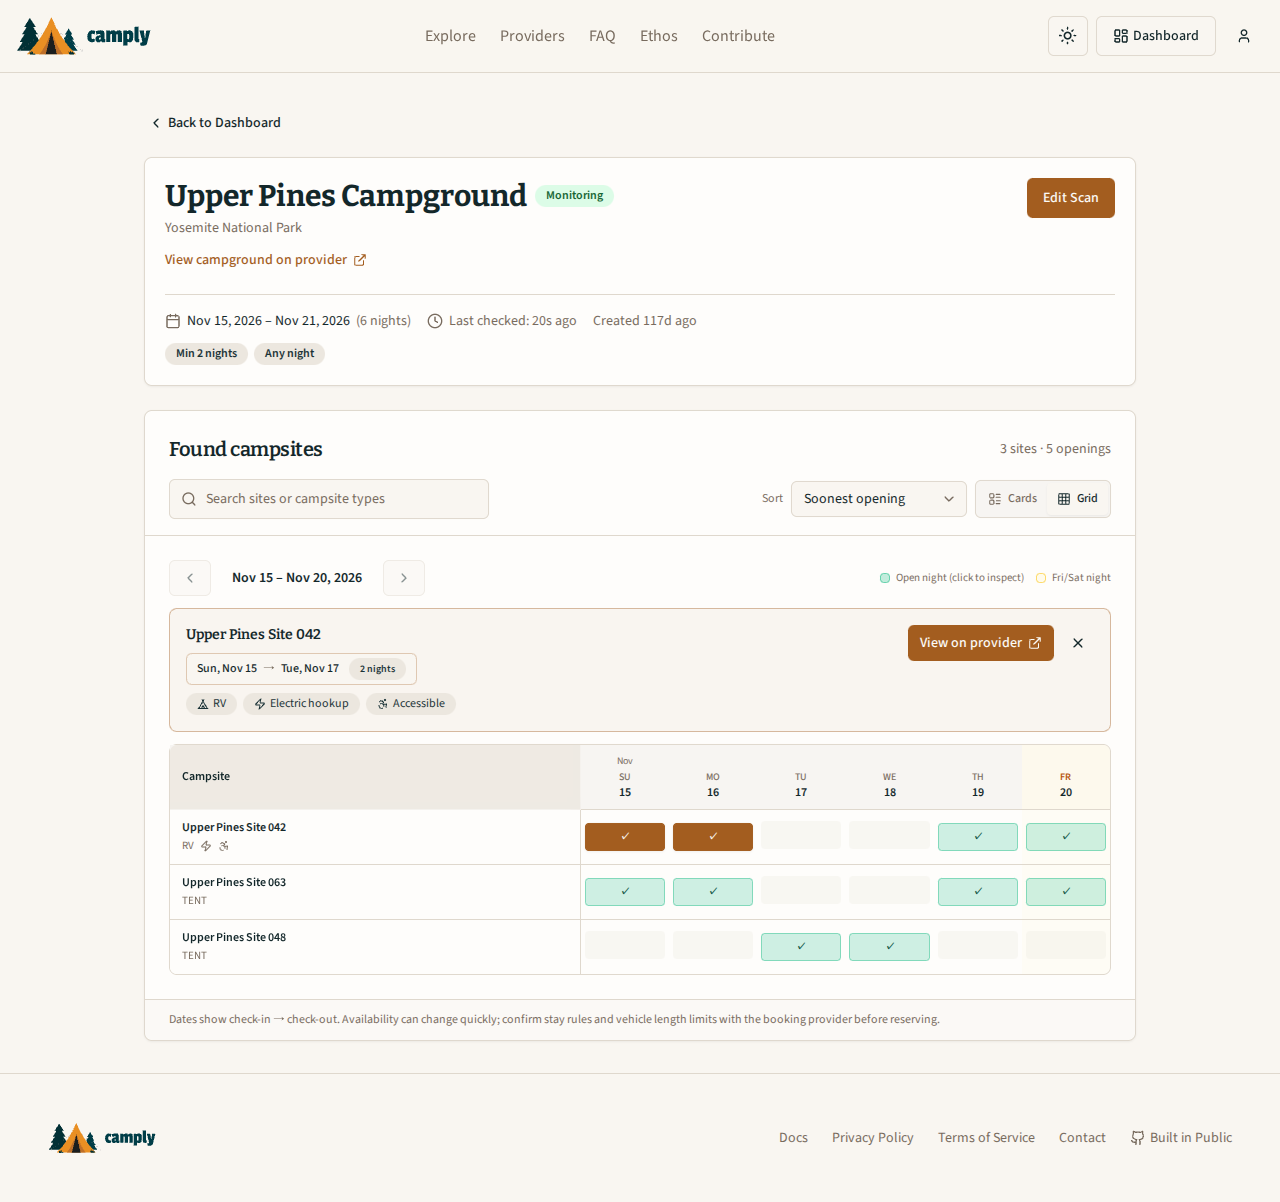 camply
Explore Providers FAQ Ethos Contribute
Dashboard
Back to Dashboard
Upper Pines Campground Monitoring
Edit Scan
Yosemite National Park
View campground on provider
Nov 15, 2026 – Nov 21, 2026 (6 nights) Last checked: 20s ago Created 117d ago
Min 2 nights Any night
Found campsites
3 sites · 5 openings
Search sites or campsite types
Sort Soonest opening Cards Grid
Nov 15 – Nov 20, 2026
Open night (click to inspect) Fri/Sat night
Upper Pines Site 042
View on provider
Sun, Nov 15 → Tue, Nov 17 2 nights
RV Electric hookup Accessible
Campsite
Nov
SU MO TU WE TH FR
15 16 17 18 19 20
Upper Pines Site 042
✓ ✓ ✓ ✓
RV
Upper Pines Site 063
✓ ✓ ✓ ✓
TENT
Upper Pines Site 048
✓ ✓
TENT
Dates show check-in → check-out. Availability can change quickly; confirm stay rules and vehicle length limits with the booking provider before reserving.
camply
Docs Privacy Policy Terms of Service Contact Built in Public